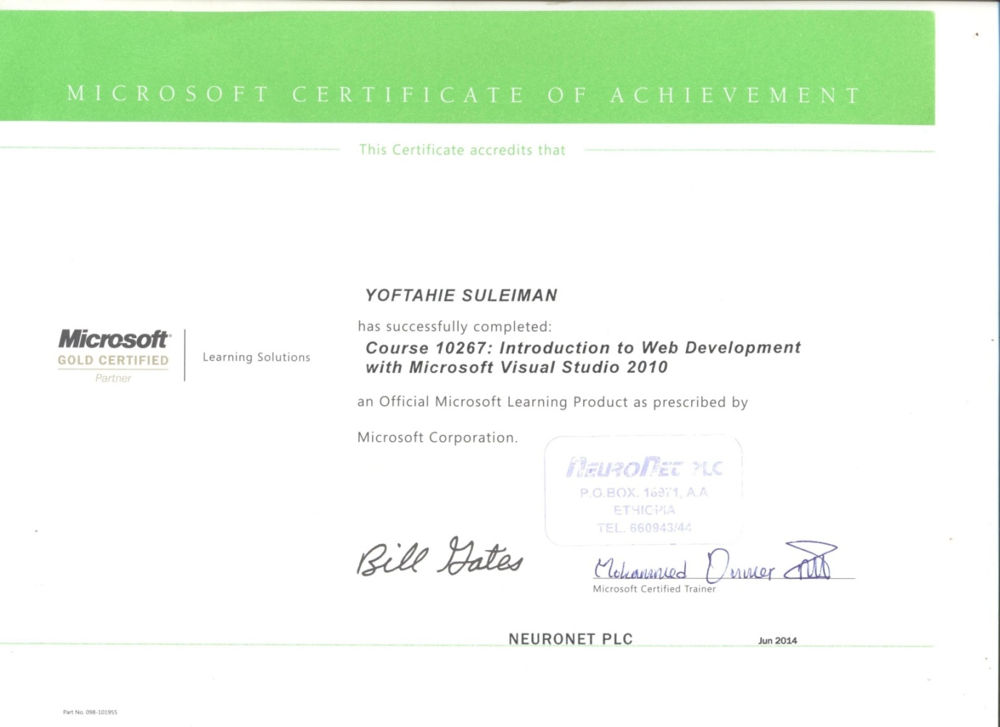 MICROSOFT CERTIFICATE OF ACHIEVEMENT
This Certificate accredits that
YOFTAHIE SULEIMAN
has successfully completed:
Course 10267: Introduction to Web Development
with Microsoft Visual Studio 2010
Microsoft
GOLD CERTIFIED
Partner
Learning Solutions
an Official Microsoft Learning Product as prescribed by
Microsoft Corporation.
NEURONET PLC
P.O.BOX. 16971, A.A
ETHIOPIA
TEL. 660943/44
Bill Gates
Mohammed
Microsoft Certified Trainer
NEURONET PLC
Jun 2014
Part No. 098-101955